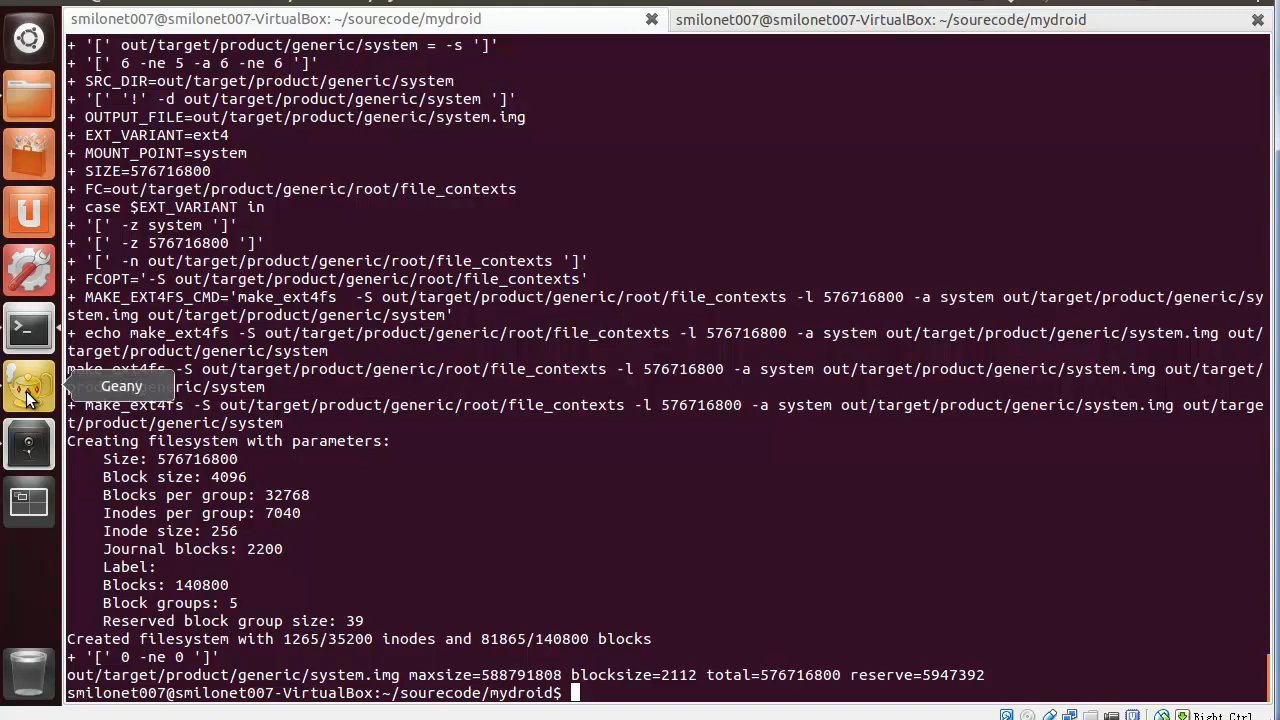 smilonet007@smilonet007-VirtualBox: ~/sourecode/mydroid
smilonet007@smilonet007-VirtualBox: ~/sourecode/mydroid
+ '[' out/target/product/generic/system = -s ']'
+ '[' 6 -ne 5 -a 6 -ne 6 ']'
+ SRC_DIR=out/target/product/generic/system
+ '[' '!' -d out/target/product/generic/system ']'
+ OUTPUT_FILE=out/target/product/generic/system.img
+ EXT_VARIANT=ext4
+ MOUNT_POINT=system
+ SIZE=576716800
+ FC=out/target/product/generic/root/file_contexts
+ case $EXT_VARIANT in
+ '[' -z system ']'
+ '[' -z 576716800 ']'
+ '[' -n out/target/product/generic/root/file_contexts ']'
+ FCOPT='-S out/target/product/generic/root/file_contexts'
+ MAKE_EXT4FS_CMD='make_ext4fs  -S out/target/product/generic/root/file_contexts -l 576716800 -a system out/target/product/generic/sy
stem.img out/target/product/generic/system'
+ echo make_ext4fs -S out/target/product/generic/root/file_contexts -l 576716800 -a system out/target/product/generic/system.img out/
target/product/generic/system
make_ext4fs -S out/target/product/generic/root/file_contexts -l 576716800 -a system out/target/product/generic/system.img out/target/
Geany
ric/system
+ make_ext4fs -S out/target/product/generic/root/file_contexts -l 576716800 -a system out/target/product/generic/system.img out/targe
t/product/generic/system
Creating filesystem with parameters:
Size: 576716800
Block size: 4096
Blocks per group: 32768
Inodes per group: 7040
Inode size: 256
Journal blocks: 2200
Label:
Blocks: 140800
Block groups: 5
Reserved block group size: 39
Created filesystem with 1265/35200 inodes and 81865/140800 blocks
+ '[' 0 -ne 0 ']'
out/target/product/generic/system.img maxsize=588791808 blocksize=2112 total=576716800 reserve=5947392
smilonet007@smilonet007-VirtualBox:~/sourecode/mydroid$
Right Ctrl